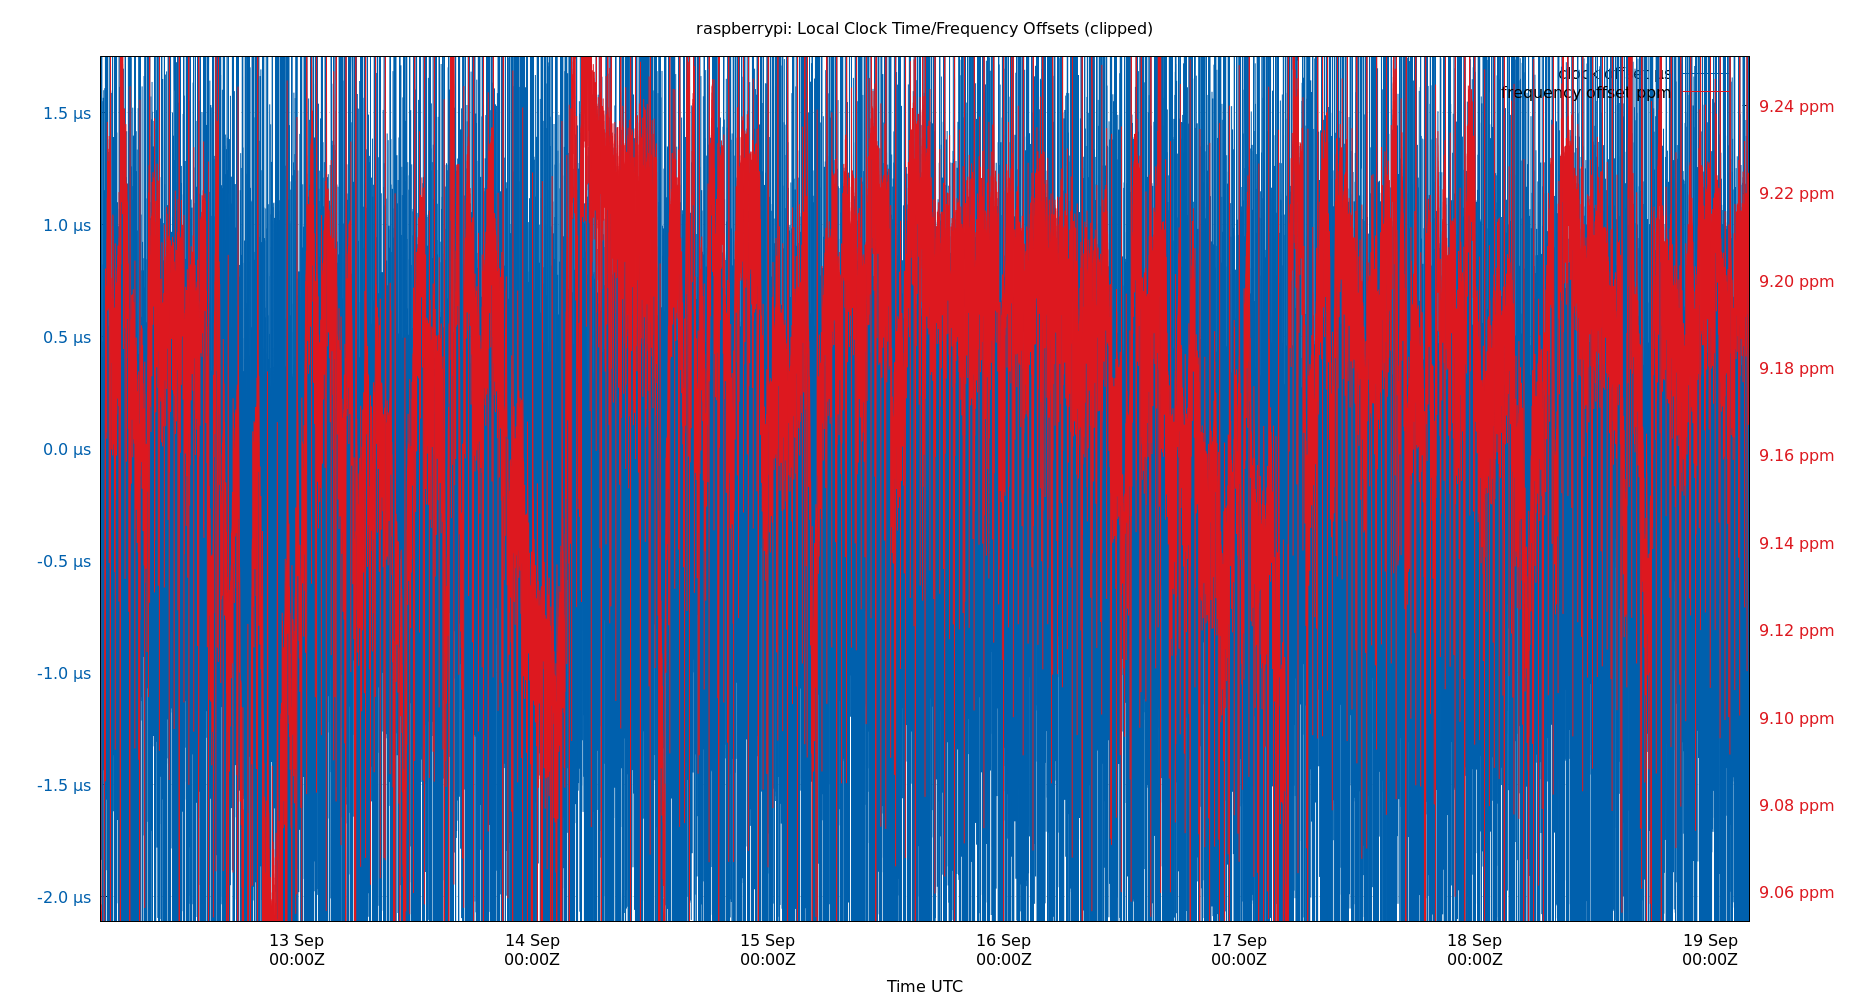 raspberrypi: Local Clock Time/Frequency Offsets (clipped)
clock offset µs
frequency offset ppm
1.5 µs
1.0 µs
0.5 µs
0.0 µs
-0.5 µs
-1.0 µs
-1.5 µs
-2.0 µs
9.24 ppm
9.22 ppm
9.20 ppm
9.18 ppm
9.16 ppm
9.14 ppm
9.12 ppm
9.10 ppm
9.08 ppm
9.06 ppm
13 Sep
00:00Z
14 Sep
00:00Z
15 Sep
00:00Z
16 Sep
00:00Z
17 Sep
00:00Z
18 Sep
00:00Z
19 Sep
00:00Z
Time UTC